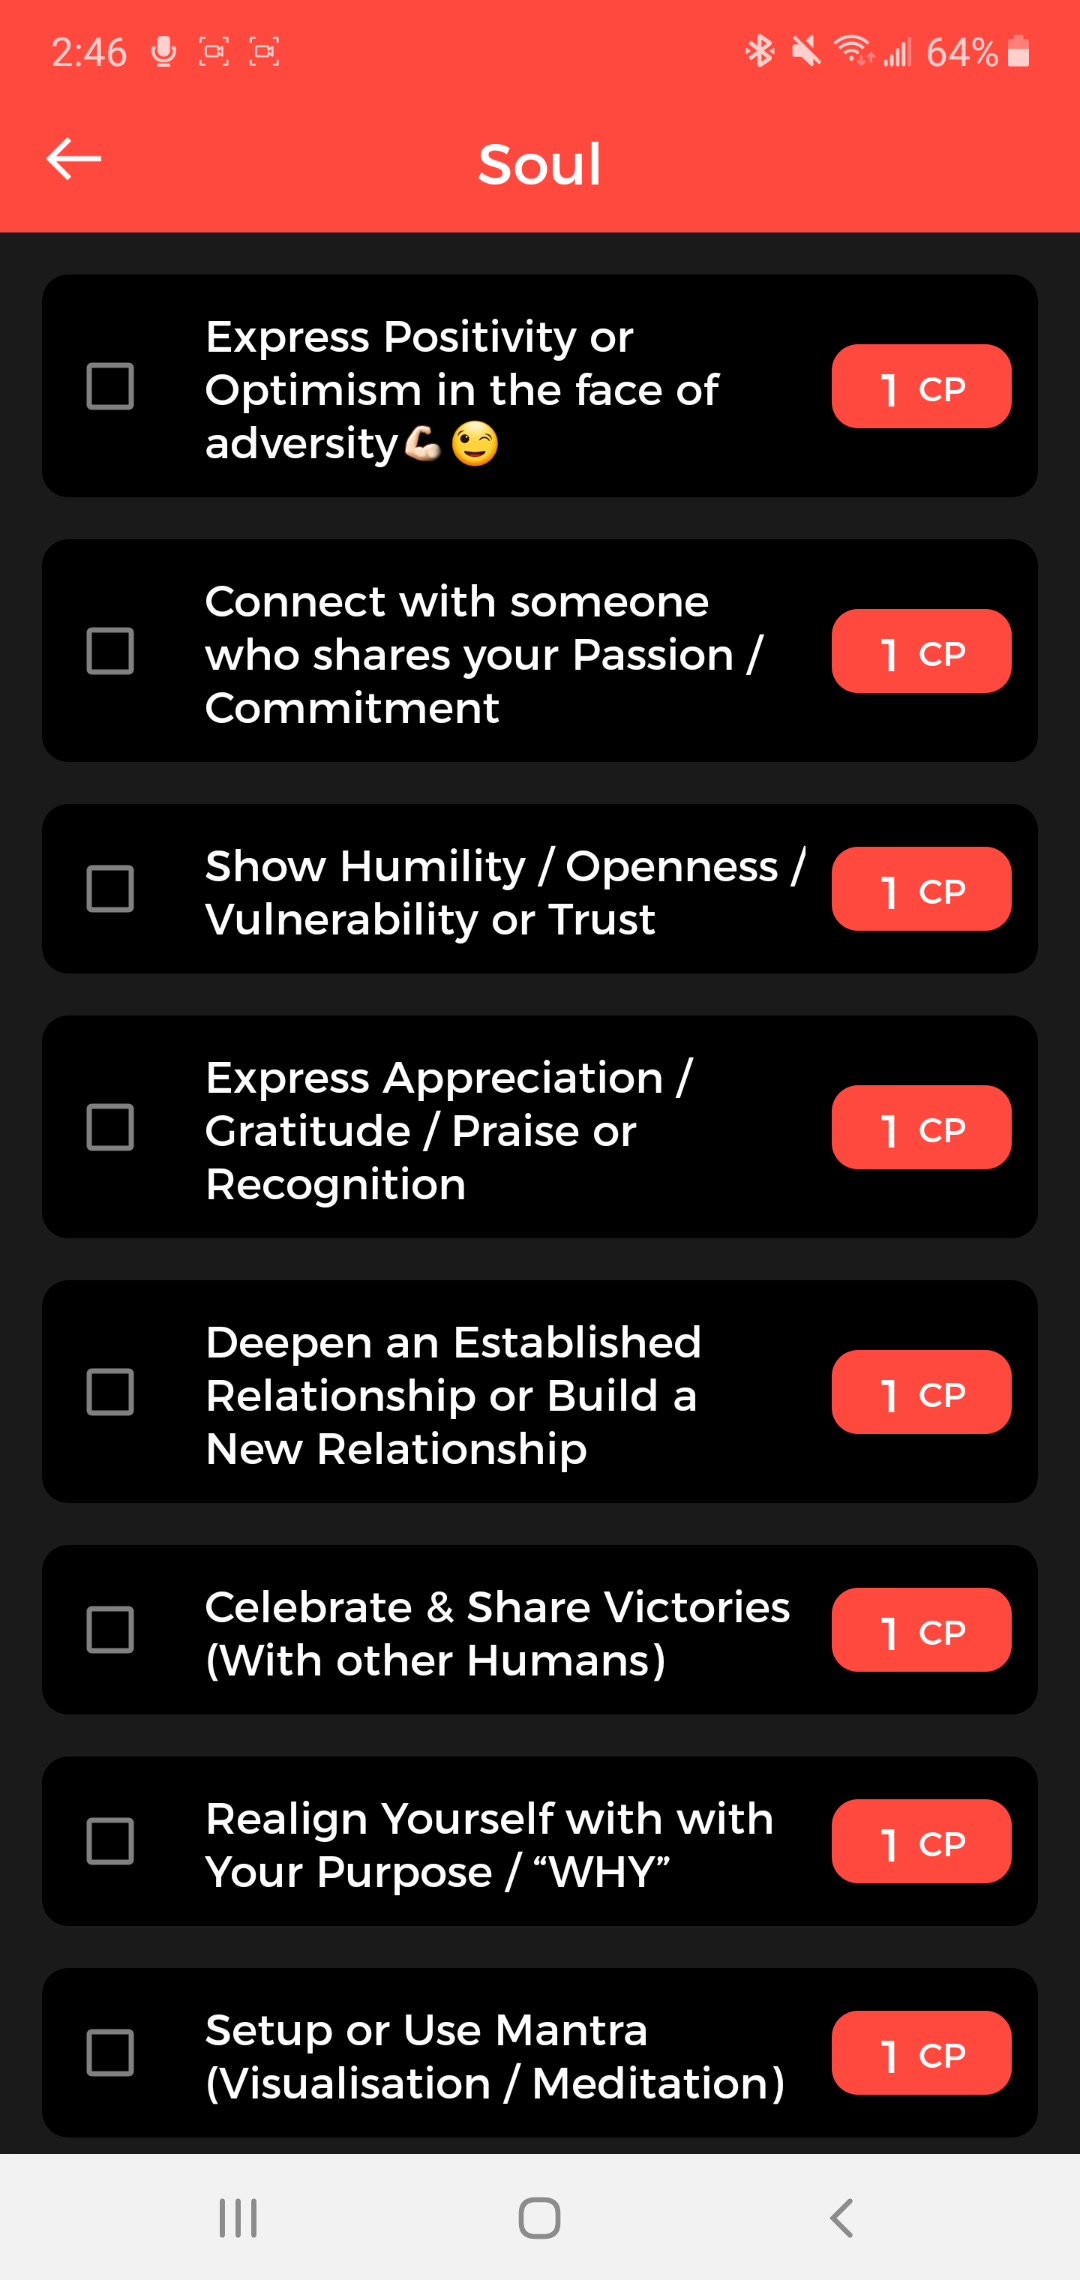 2:46
64%
Soul
Express Positivity or
Optimism in the face of
adversity💪🏻😉
1 CP
Connect with someone
who shares your Passion /
Commitment
1 CP
Show Humility / Openness /
Vulnerability or Trust
1 CP
Express Appreciation /
Gratitude / Praise or
Recognition
1 CP
Deepen an Established
Relationship or Build a
New Relationship
1 CP
Celebrate & Share Victories
(With other Humans)
1 CP
Realign Yourself with with
Your Purpose / “WHY”
1 CP
Setup or Use Mantra
(Visualisation / Meditation)
1 CP